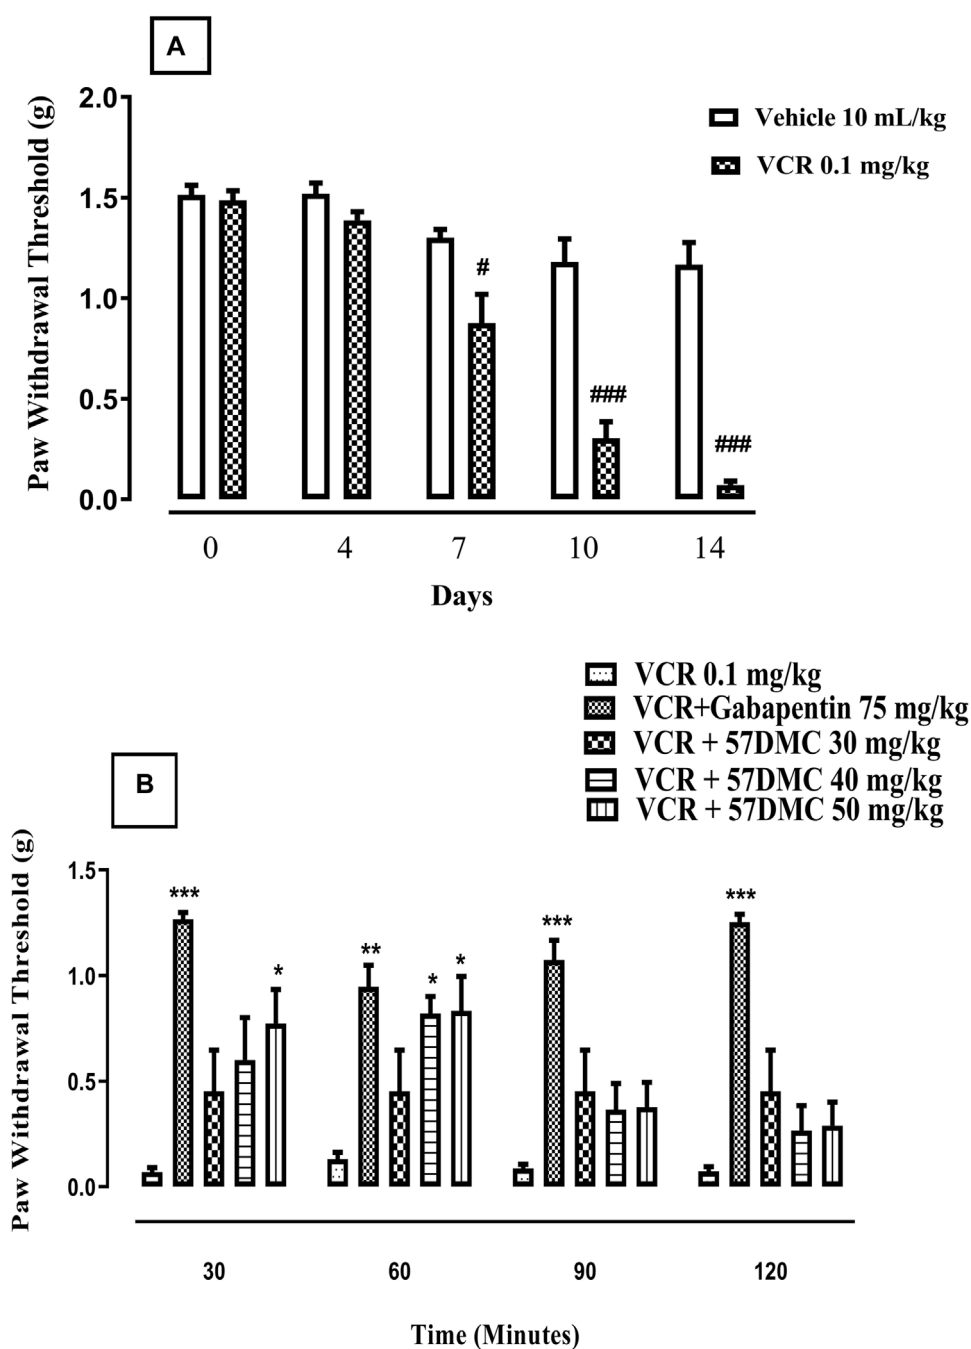 A
Paw Withdrawal Threshold (g)
2.0
1.5
1.0
0.5
0.0
Vehicle 10 mL/kg
VCR 0.1 mg/kg
#
###
###
0 4 7 10 14
Days
VCR 0.1 mg/kg
VCR+Gabapentin 75 mg/kg
VCR + 57DMC 30 mg/kg
VCR + 57DMC 40 mg/kg
VCR + 57DMC 50 mg/kg
B
Paw Withdrawal Threshold (g)
1.5
1.0
0.5
0.0
*** * ** * * *** ***
30 60 90 120
Time (Minutes)